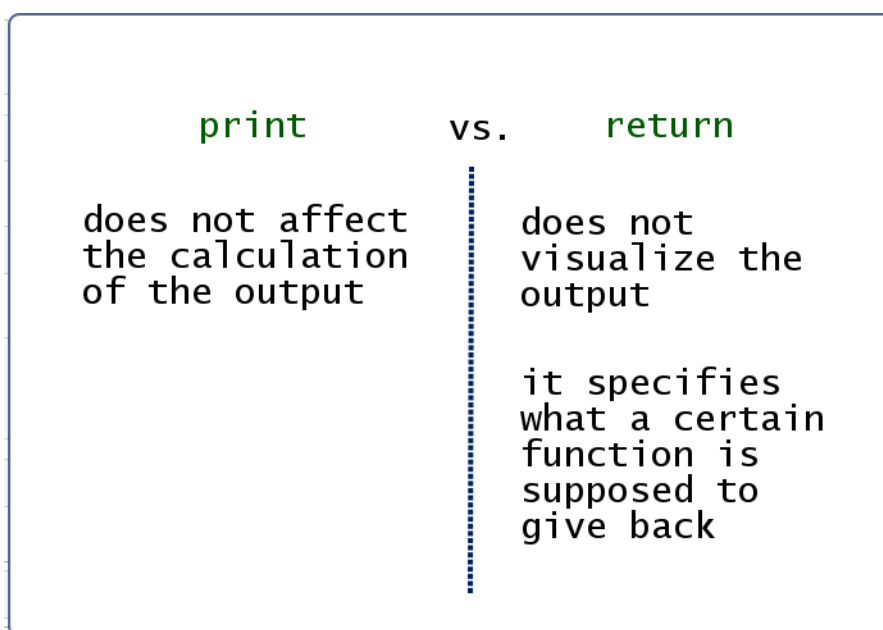 print vs. return
does not affect
the calculation
of the output
does not
visualize the
output
it specifies
what a certain
function is
supposed to
give back